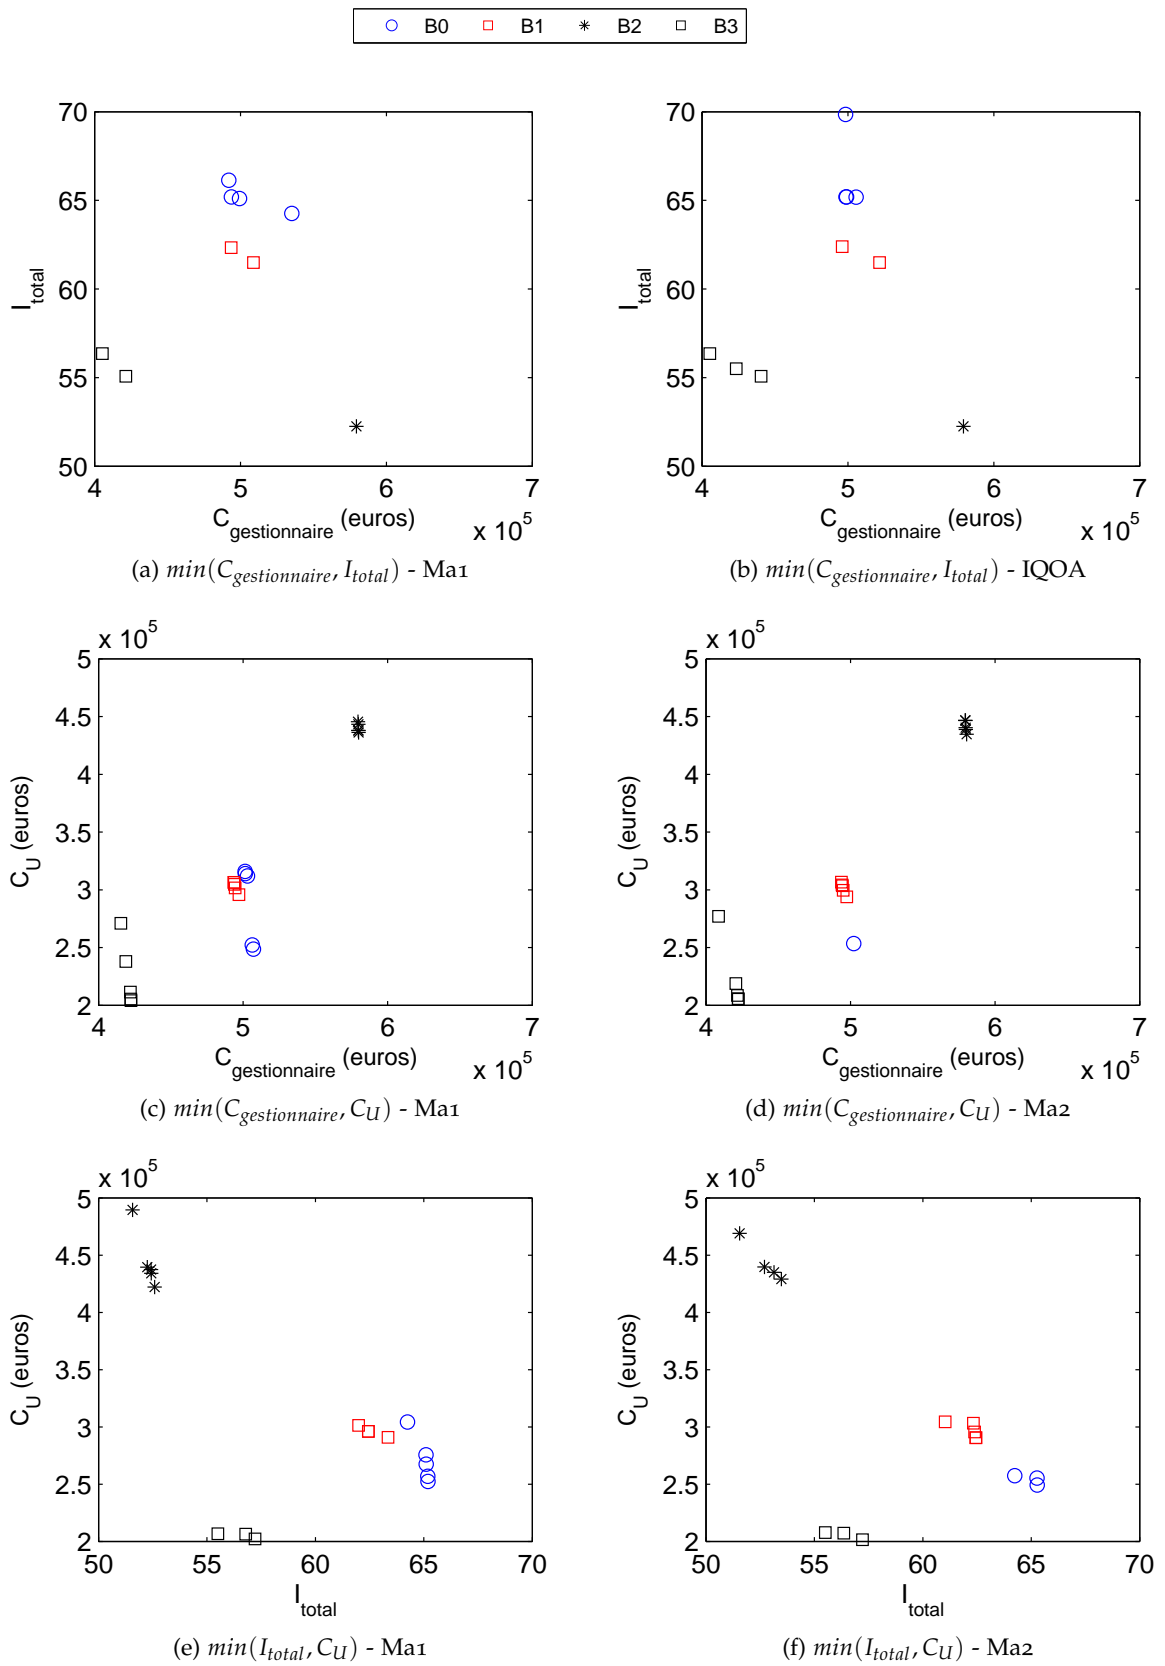 B0 B1 B2 B3
70
65
60
55
50
4 5 6 7
I_total
C_gestionnaire (euros)
x 10^5
(a) min(C_gestionnaire, I_total) - Ma1
70
65
60
55
50
4 5 6 7
I_total
C_gestionnaire (euros)
x 10^5
(b) min(C_gestionnaire, I_total) - IQOA
x 10^5
5
4.5
4
3.5
3
2.5
2
4 5 6 7
C_U (euros)
C_gestionnaire (euros)
x 10^5
(c) min(C_gestionnaire, C_U) - Ma1
x 10^5
5
4.5
4
3.5
3
2.5
2
4 5 6 7
C_U (euros)
C_gestionnaire (euros)
x 10^5
(d) min(C_gestionnaire, C_U) - Ma2
x 10^5
5
4.5
4
3.5
3
2.5
2
50 55 60 65 70
C_U (euros)
I_total
(e) min(I_total, C_U) - Ma1
x 10^5
5
4.5
4
3.5
3
2.5
2
50 55 60 65 70
C_U (euros)
I_total
(f) min(I_total, C_U) - Ma2